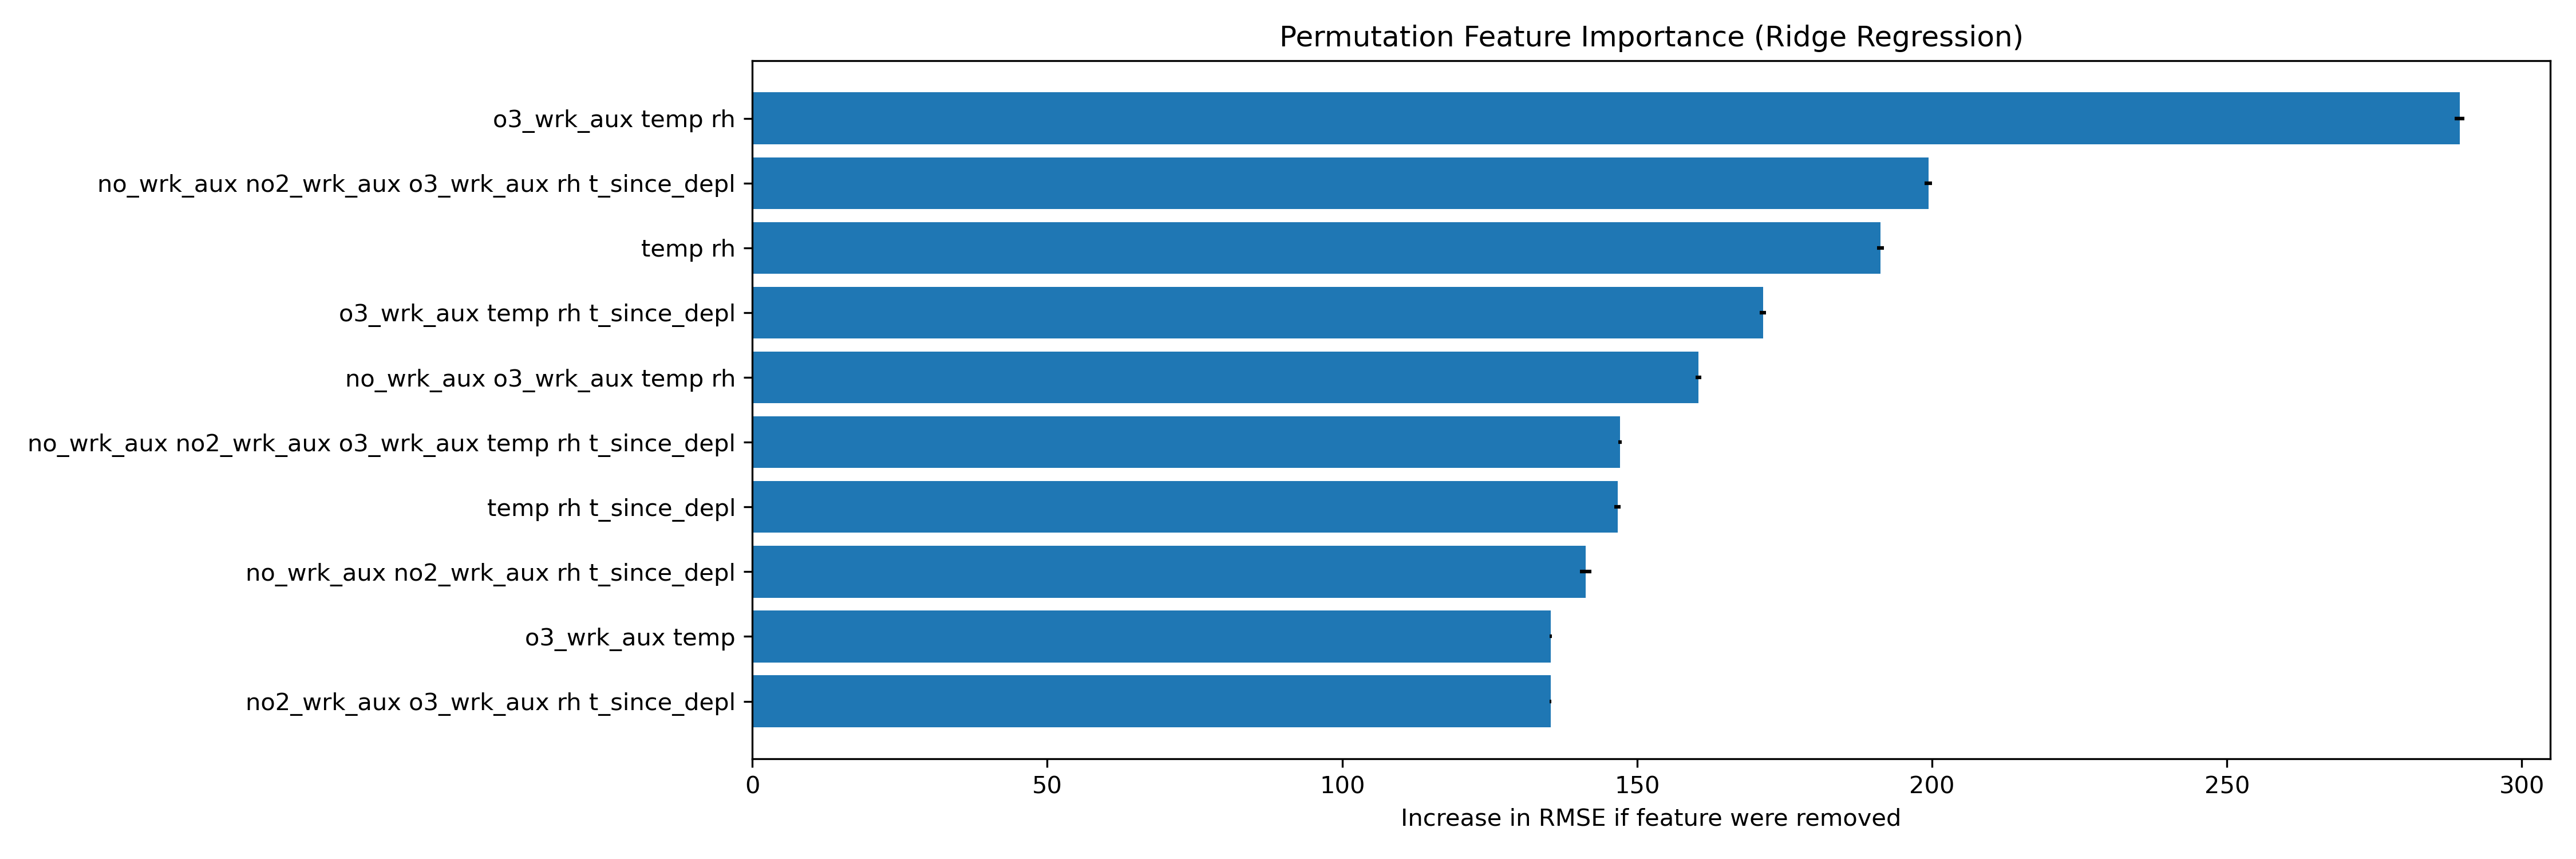 Permutation Feature Importance (Ridge Regression)
o3_wrk_aux temp rh
no_wrk_aux no2_wrk_aux o3_wrk_aux rh t_since_depl
temp rh
o3_wrk_aux temp rh t_since_depl
no_wrk_aux o3_wrk_aux temp rh
no_wrk_aux no2_wrk_aux o3_wrk_aux temp rh t_since_depl
temp rh t_since_depl
no_wrk_aux no2_wrk_aux rh t_since_depl
o3_wrk_aux temp
no2_wrk_aux o3_wrk_aux rh t_since_depl
0 50 100 150 200 250 300
Increase in RMSE if feature were removed